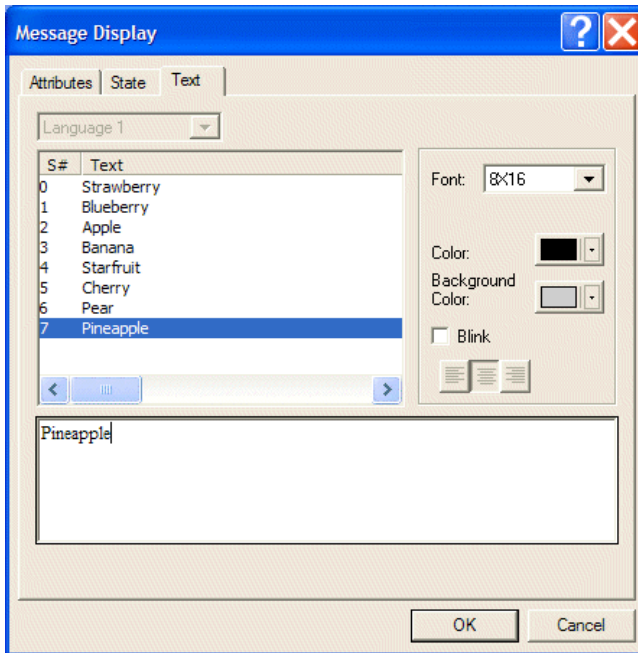 Message Display
Attributes State Text
Language 1
S# Text
0 Strawberry
1 Blueberry
2 Apple
3 Banana
4 Starfruit
5 Cherry
6 Pear
7 Pineapple
Font: 8X16
Color:
Background
Color:
Blink
Pineapple
OK Cancel